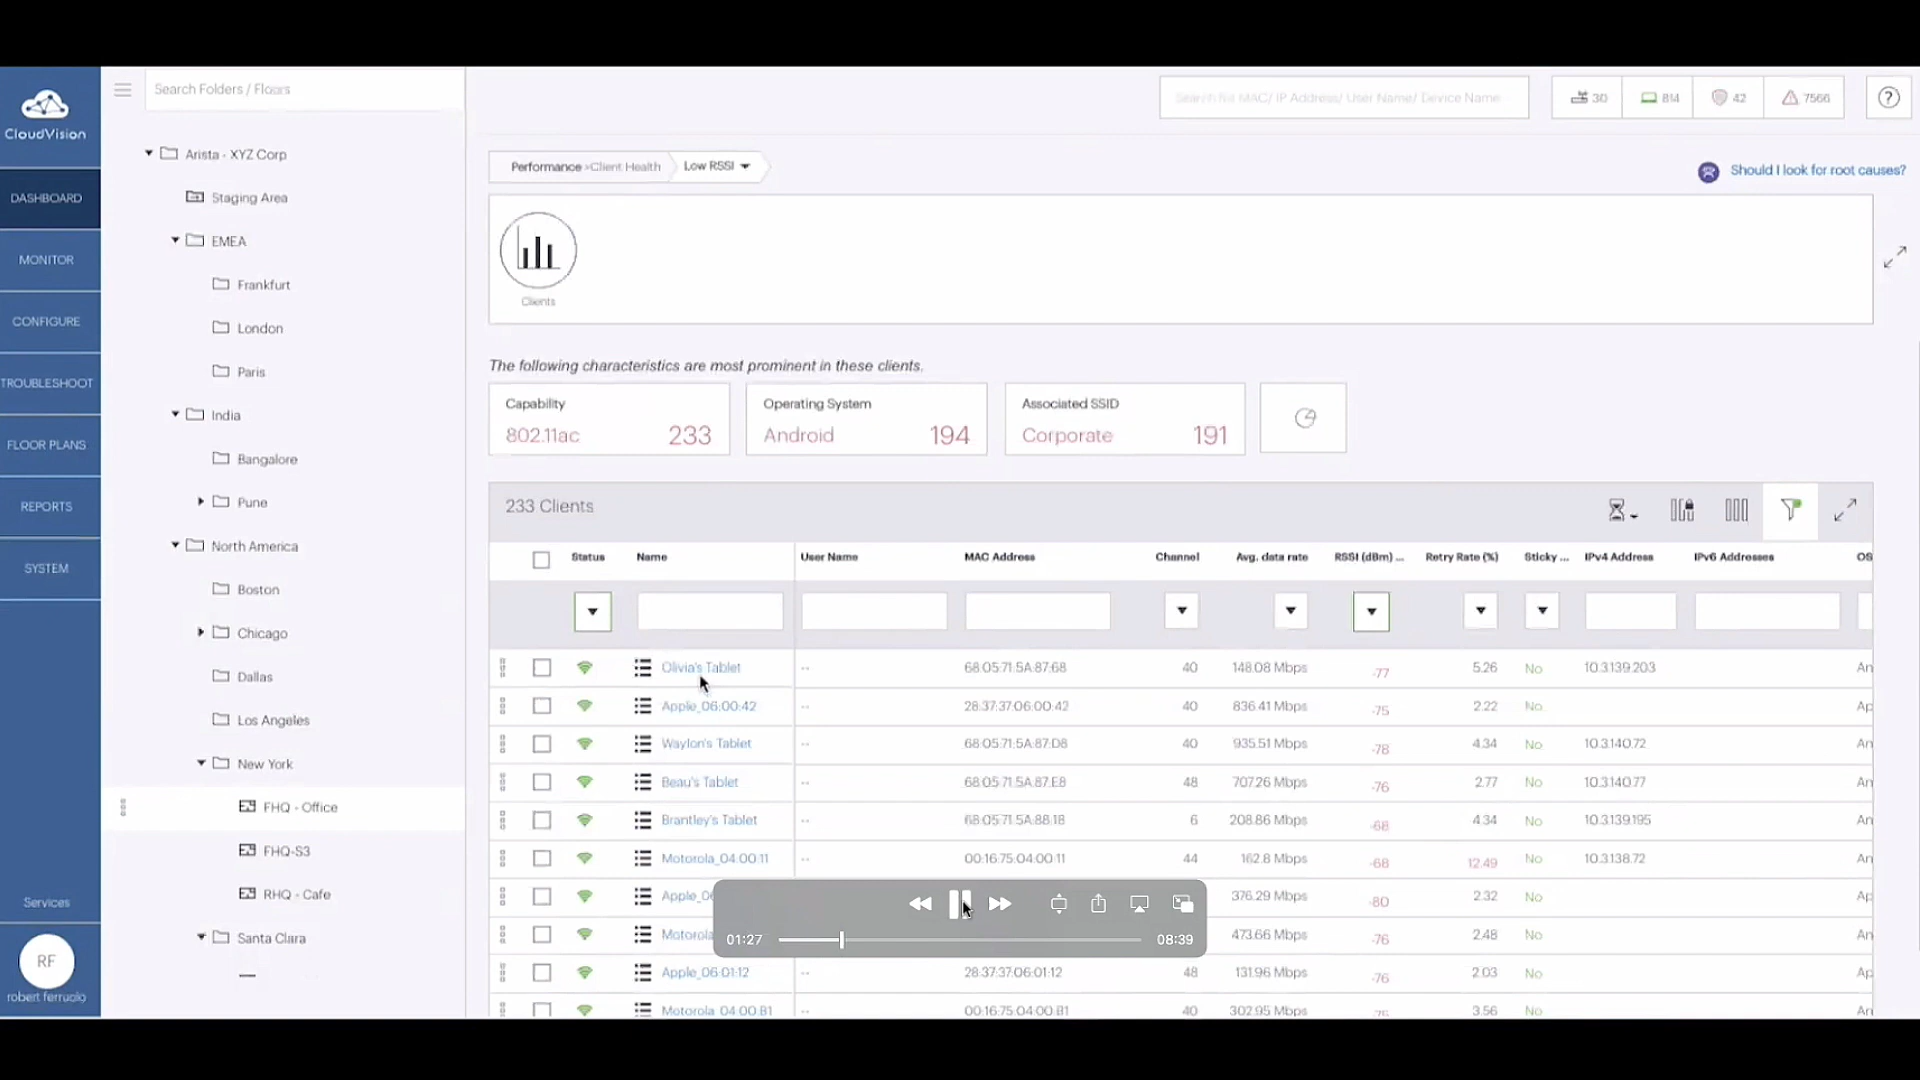 CloudVision
DASHBOARD
MONITOR
CONFIGURE
TROUBLESHOOT
FLOOR PLANS
REPORTS
SYSTEM
Services
RF
robert ferruolo
Search Folders / Floors
Arista - XYZ Corp
Staging Area
EMEA
Frankfurt
London
Paris
India
Bangalore
Pune
North America
Boston
Chicago
Dallas
Los Angeles
New York
FHQ - Office
FHQ-S3
RHQ - Cafe
Santa Clara
Search for MAC/ IP Address/ User Name/ Device Name
30 814 42 7566 ?
Performance >Client Health Low RSSI
Should I look for root causes?
Clients
The following characteristics are most prominent in these clients.
Capability
802.11ac 233
Operating System
Android 194
Associated SSID
Corporate 191
233 Clients
Status Name User Name MAC Address Channel Avg. data rate RSSI (dBm) ... Retry Rate (%) Sticky ... IPv4 Address IPv6 Addresses OS
Olivia's Tablet -- 68:05:71:5A:87:68 40 148.08 Mbps -77 5.26 No 10.3.139.203 An
Apple_06:00:42 -- 28:37:37:06:00:42 40 836.41 Mbps -75 2.22 No Ap
Waylon's Tablet -- 68:05:71:5A:87:D8 40 935.51 Mbps -78 4.34 No 10.3.140.72 An
Beau's Tablet -- 68:05:71:5A:87:E8 48 707.26 Mbps -76 2.77 No 10.3.140.77 An
Brantley's Tablet -- 68:05:71:5A:88:18 6 208.86 Mbps -68 4.34 No 10.3.139.195 An
Motorola_04:00:11 -- 00:16:75:04:00:11 44 162.8 Mbps -68 12.49 No 10.3.138.72 An
Apple_06 376.29 Mbps -80 2.32 No Ap
Motorola 473.66 Mbps -76 2.48 No An
Apple_06:01:12 -- 28:37:37:06:01:12 48 131.96 Mbps -76 2.03 No Ap
Motorola_04:00:B1 -- 00:16:75:04:00:B1 40 302.95 Mbps -75 3.56 No An
01:27 08:39